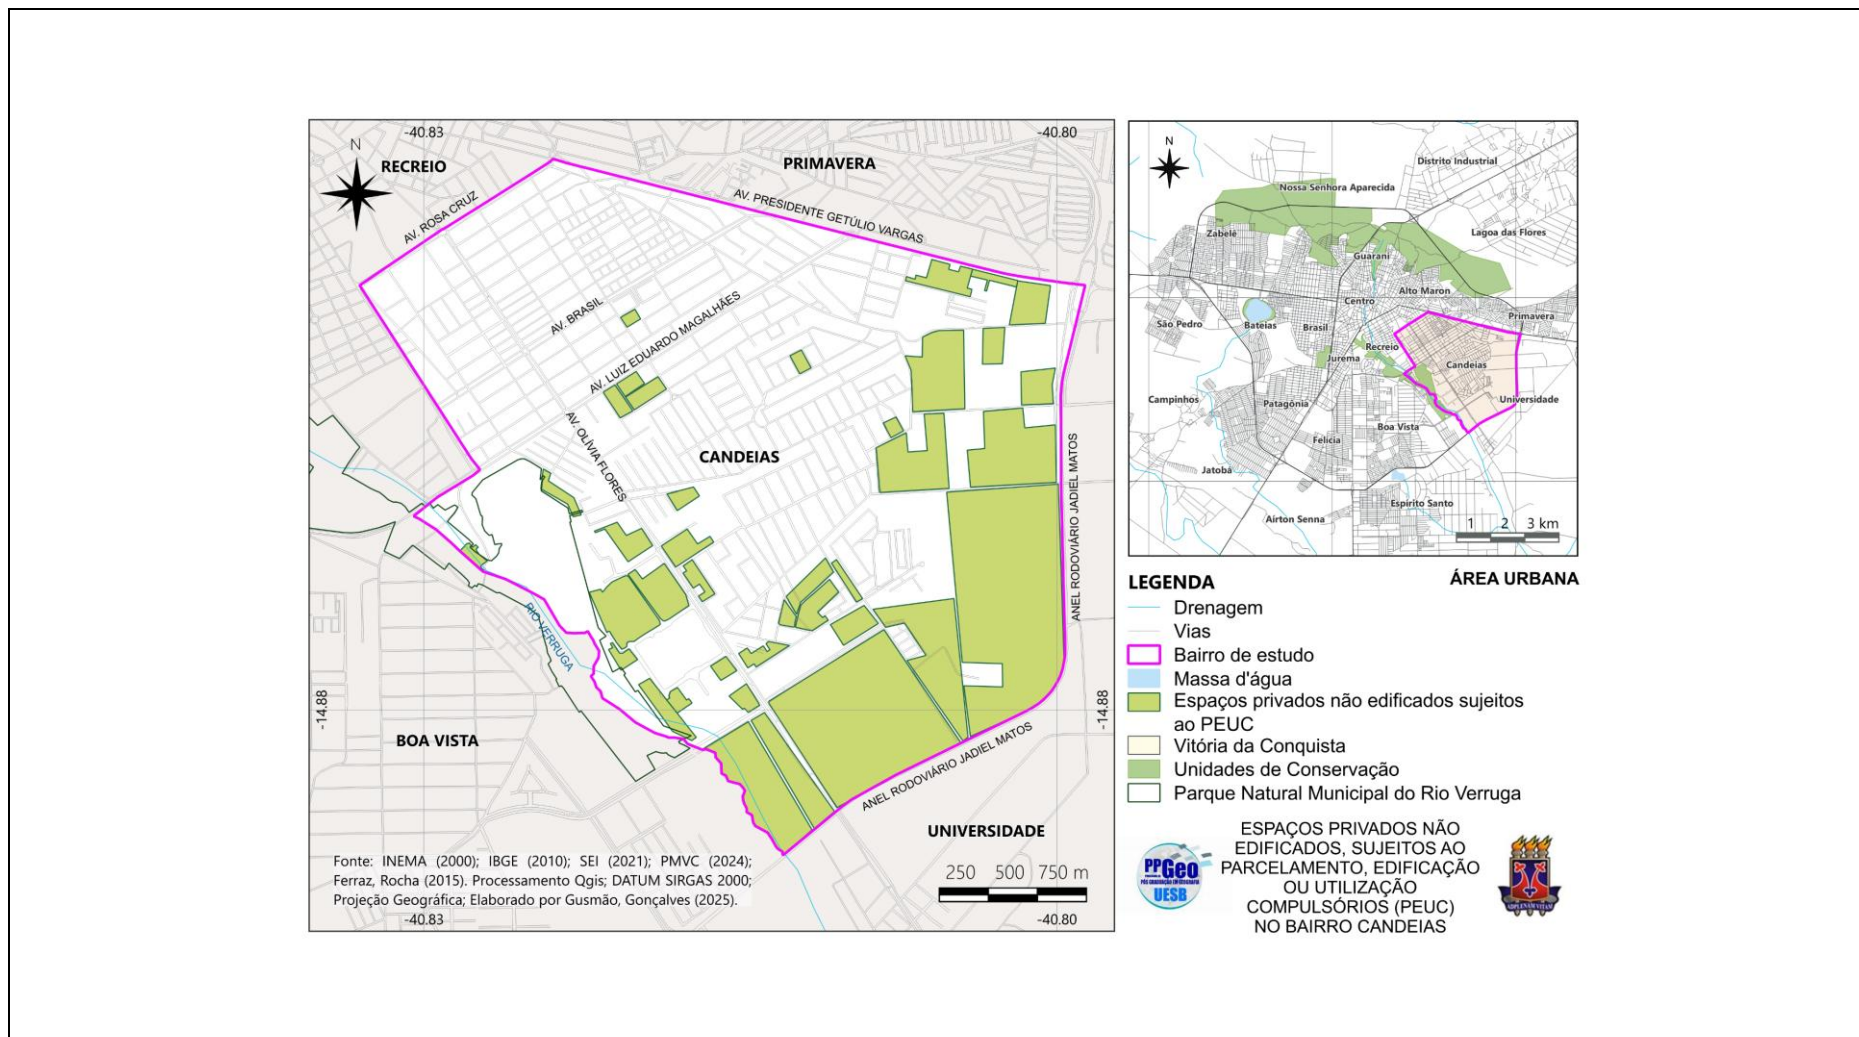 -40.83
-40.80
N
RECREIO
PRIMAVERA
AV. ROSA CRUZ
AV. PRESIDENTE GETÚLIO VARGAS
AV. BRASIL
AV. LUIZ EDUARDO MAGALHÃES
AV. OLÍVIA FLORES
CANDEIAS
ANEL RODOVIÁRIO JADIEL MATOS
RIO VERRUGA
-14.88
-14.88
BOA VISTA
ANEL RODOVIÁRIO JADIEL MATOS
UNIVERSIDADE
Fonte: INEMA (2000); IBGE (2010); SEI (2021); PMVC (2024);
Ferraz, Rocha (2015). Processamento Qgis; DATUM SIRGAS 2000;
Projeção Geográfica; Elaborado por Gusmão, Gonçalves (2025).
250 500 750 m
-40.83
-40.80
N
Distrito Industrial
Nossa Senhora Aparecida
Zabelê
Lagoa das Flores
Guarani
Alto Maron
Centro
Primavera
São Pedro
Bateias
Brasil
Recreio
Jurema
Candeias
Campinhos
Patagônia
Universidade
Boa Vista
Felícia
Jatobá
Espírito Santo
Airton Senna
1 2 3 km
LEGENDA
ÁREA URBANA
Drenagem
Vias
Bairro de estudo
Massa d'água
Espaços privados não edificados sujeitos
ao PEUC
Vitória da Conquista
Unidades de Conservação
Parque Natural Municipal do Rio Verruga
PPGeo
PÓS-GRADUAÇÃO EM GEOGRAFIA
UESB
ESPAÇOS PRIVADOS NÃO
EDIFICADOS, SUJEITOS AO
PARCELAMENTO, EDIFICAÇÃO
OU UTILIZAÇÃO
COMPULSÓRIOS (PEUC)
NO BAIRRO CANDEIAS